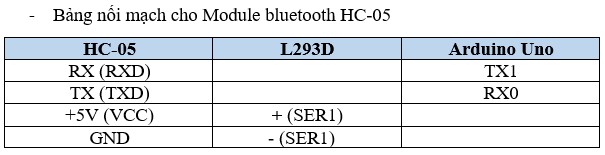 - Bảng nối mạch cho Module bluetooth HC-05
HC-05 L293D Arduino Uno
RX (RXD) TX1
TX (TXD) RX0
+5V (VCC) + (SER1)
GND - (SER1)